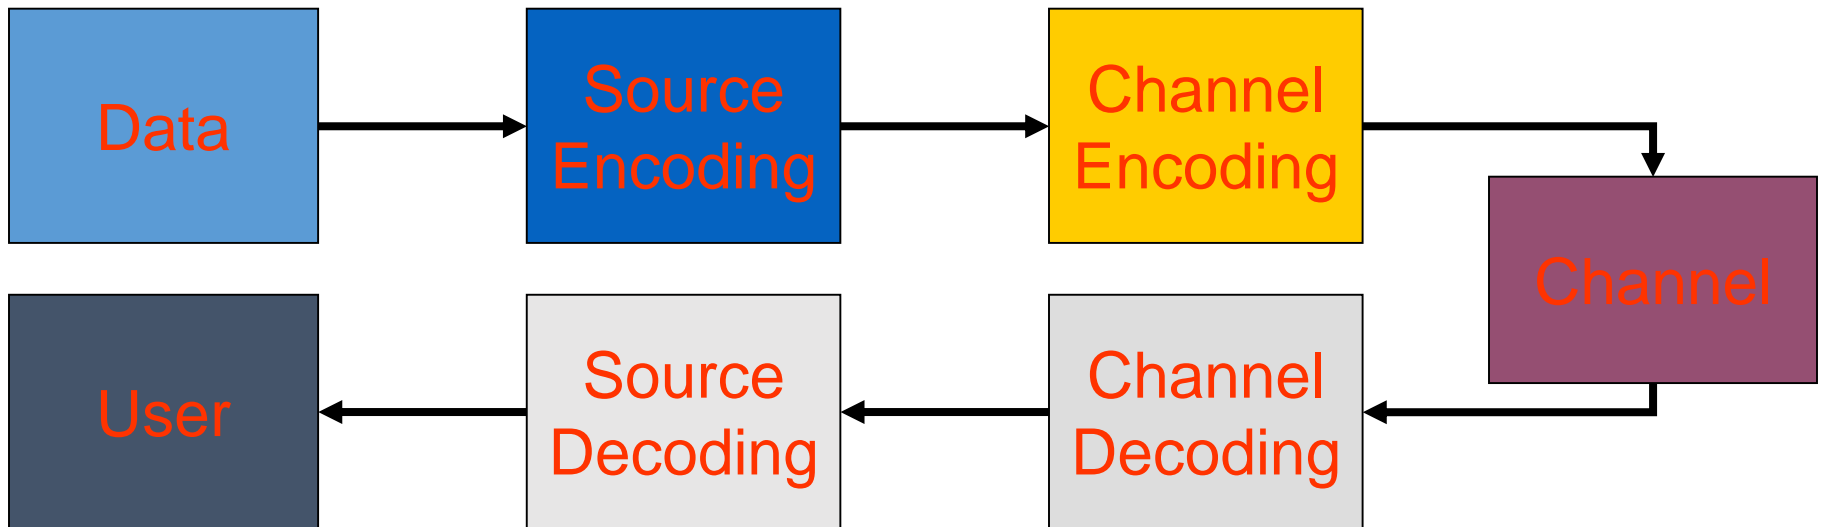 Data
Source
Encoding
Channel
Encoding
Channel
User
Source
Decoding
Channel
Decoding